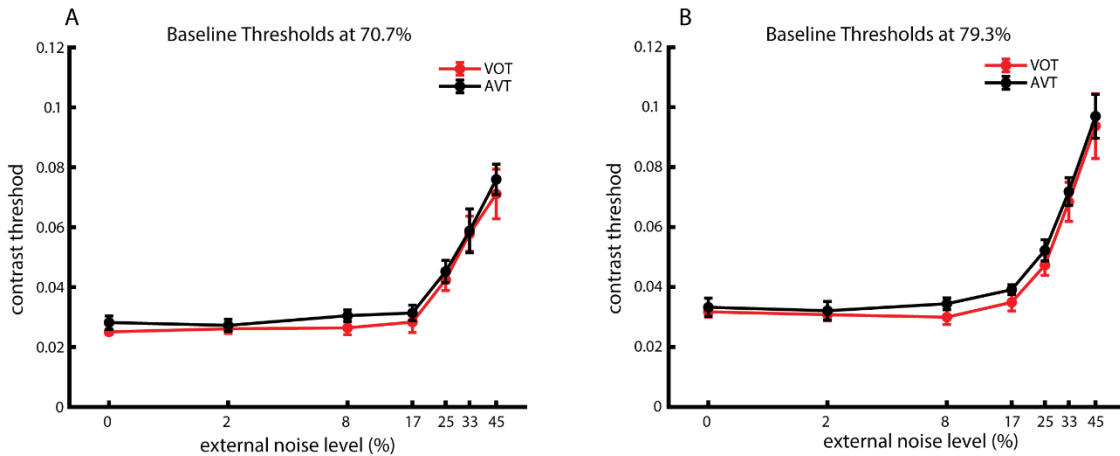 A
Baseline Thresholds at 70.7%
0.12
VOT
AVT
0.1
0.08
0.06
0.04
0.02
0
contrast threshod
0 2 8 17 25 33 45
external noise level (%)
B
Baseline Thresholds at 79.3%
0.12
VOT
AVT
0.1
0.08
0.06
0.04
0.02
0
contrast threshod
0 2 8 17 25 33 45
external noise level (%)